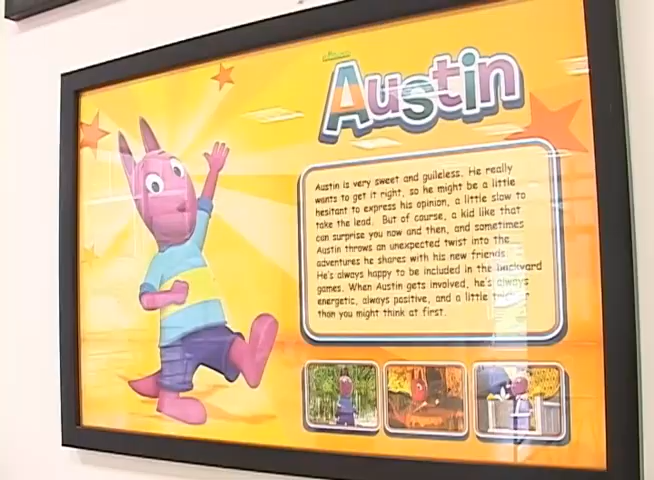 Austin
Austin is very sweet and guileless. He really
wants to get it right, so he might be a little
hesitant to express his opinion, a little slow to
take the lead. But of course, a kid like that
can surprise you now and then, and sometimes
Austin throws an unexpected twist into the
adventures he shares with his new friends.
He's always happy to be included in the backyard
games. When Austin gets involved, he's always
energetic, always positive, and a little
than you might think at first.